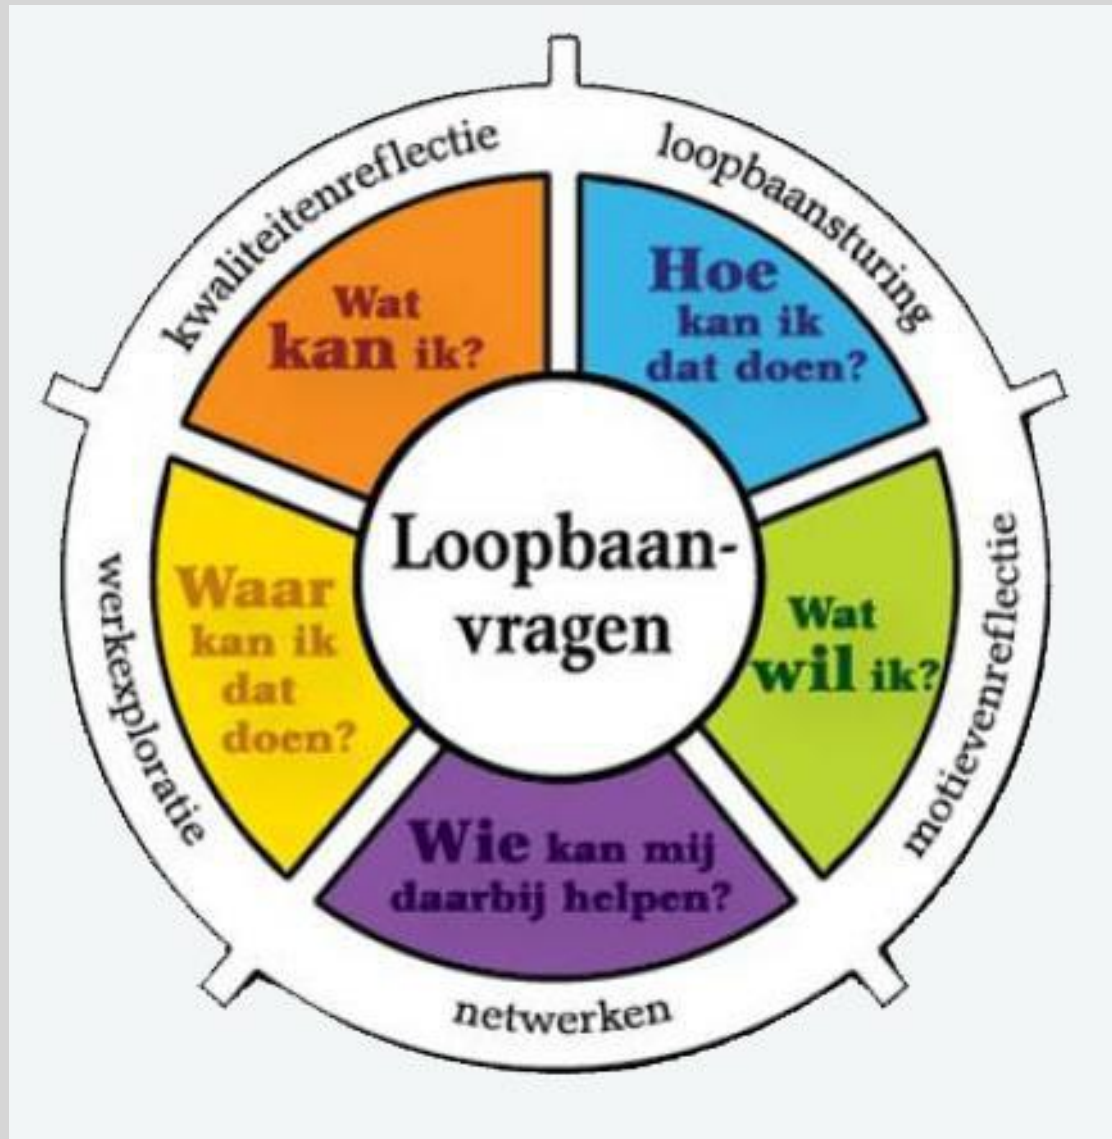 kwaliteitenreflectie
loopbaansturing
Wat
kan ik?
Hoe
kan ik
dat doen?
Loopbaan-
vragen
Waar
kan ik
dat
doen?
Wat
wil ik?
werkexploratie
motievenreflectie
Wie kan mij
daarbij helpen?
netwerken